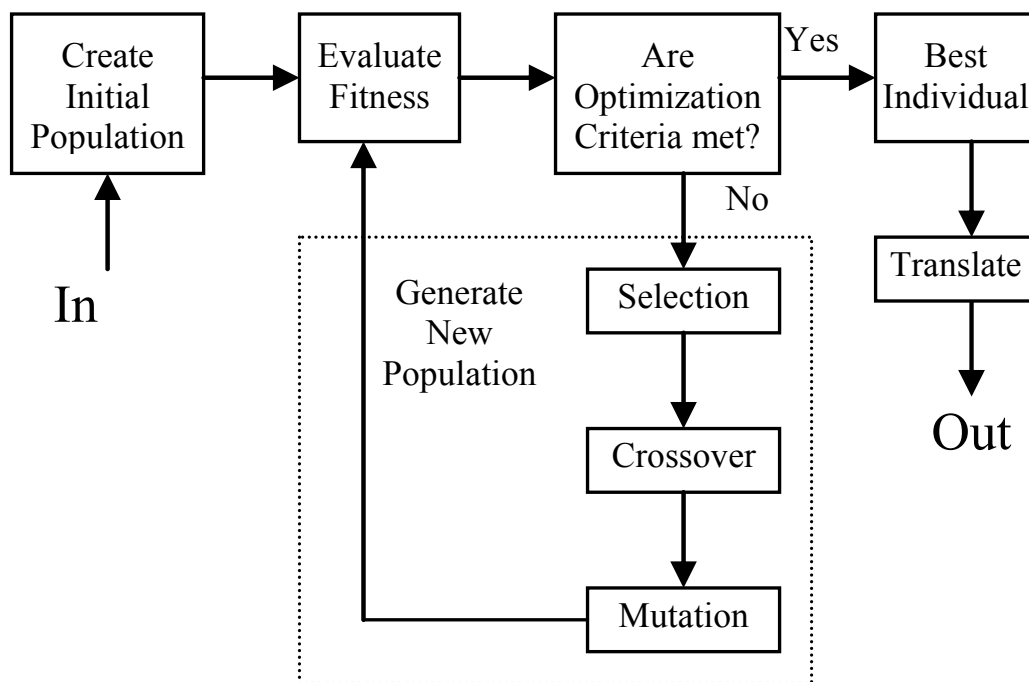 Create
Initial
Population
Evaluate
Fitness
Are
Optimization
Criteria met?
Yes
Best
Individual
No
In
Generate
New
Population
Selection
Crossover
Mutation
Translate
Out